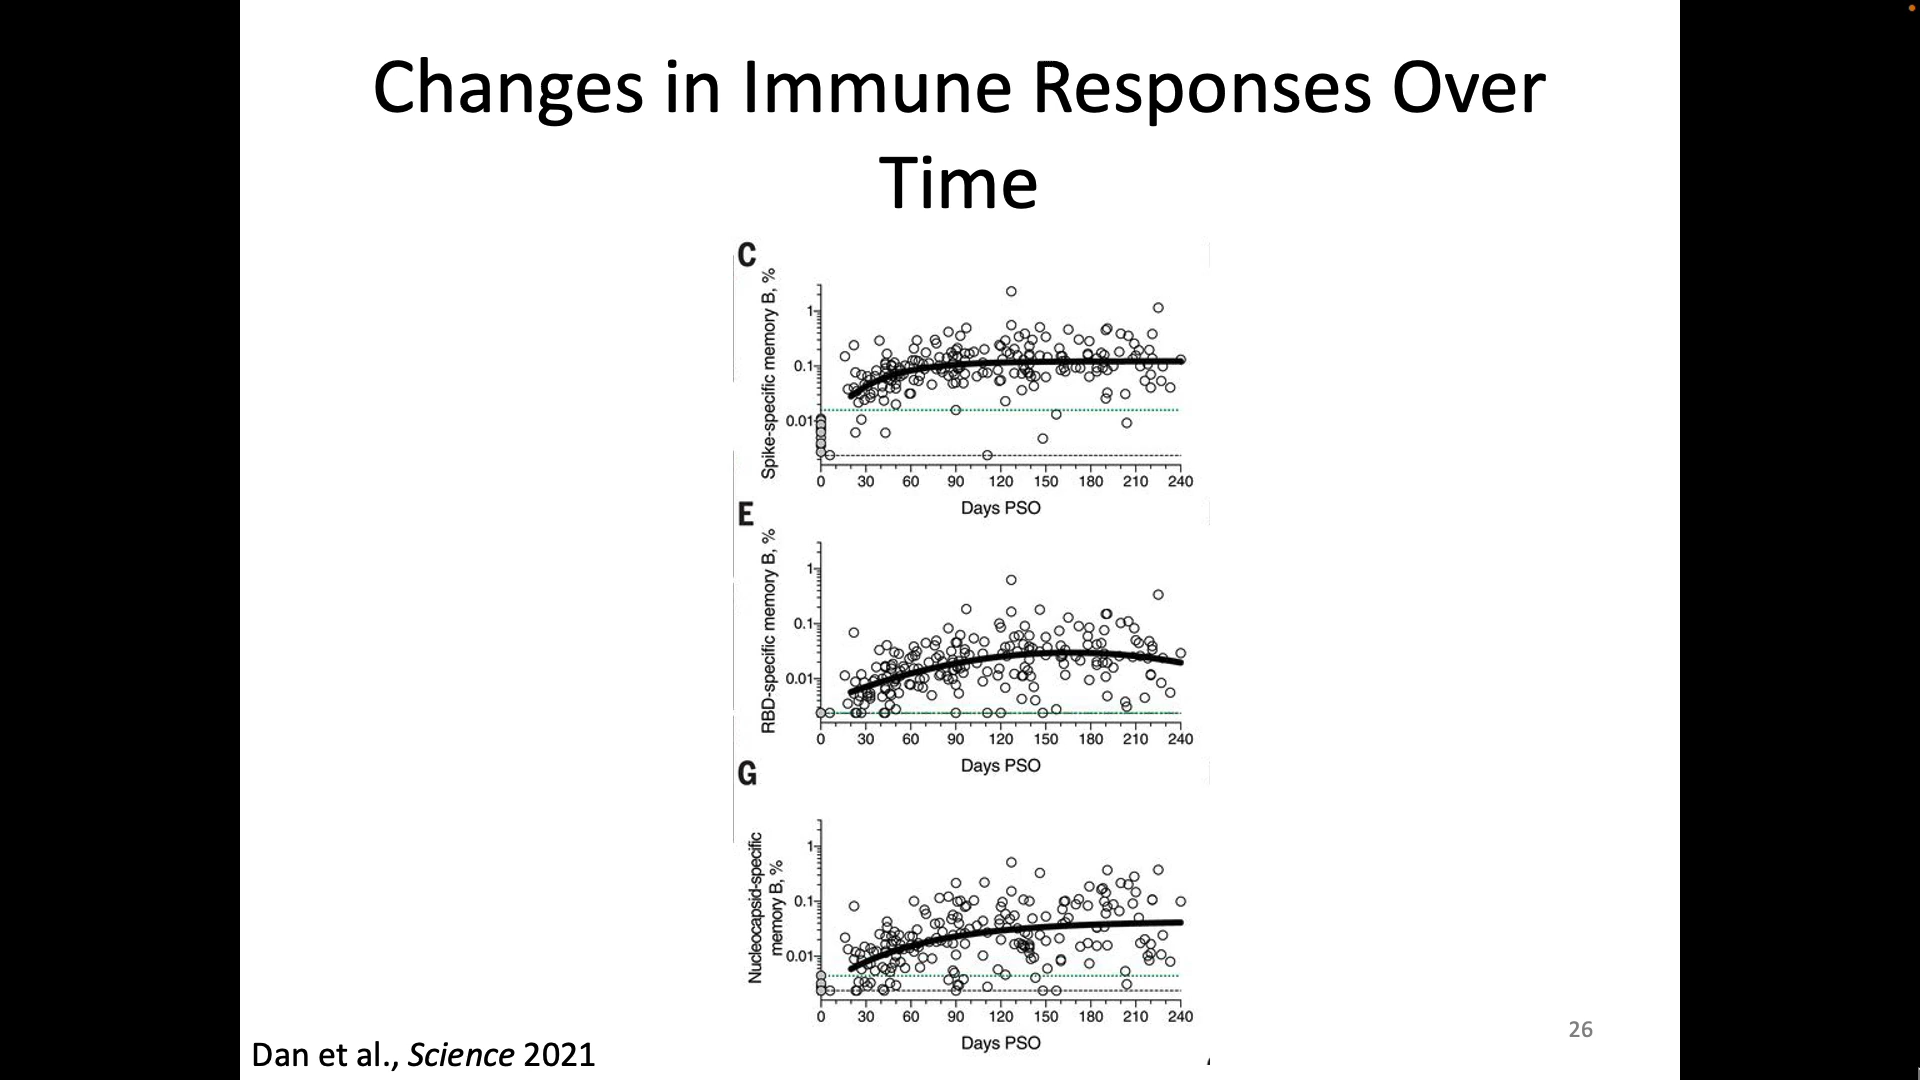 Changes in Immune Responses Over
Time
C
Spike-specific memory B, %
1
0.1
0.01
0 30 60 90 120 150 180 210 240
Days PSO
E
RBD-specific memory B, %
1
0.1
0.01
0 30 60 90 120 150 180 210 240
Days PSO
G
Nucleocapsid-specific
memory B, %
1
0.1
0.01
0 30 60 90 120 150 180 210 240
Days PSO
26
Dan et al., Science 2021